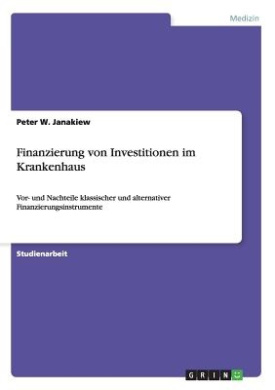 Medizin
Peter W. Janakiew
Finanzierung von Investitionen im
Krankenhaus
Vor- und Nachteile klassischer und alternativer
Finanzierungsinstrumente
Studienarbeit
GRIN